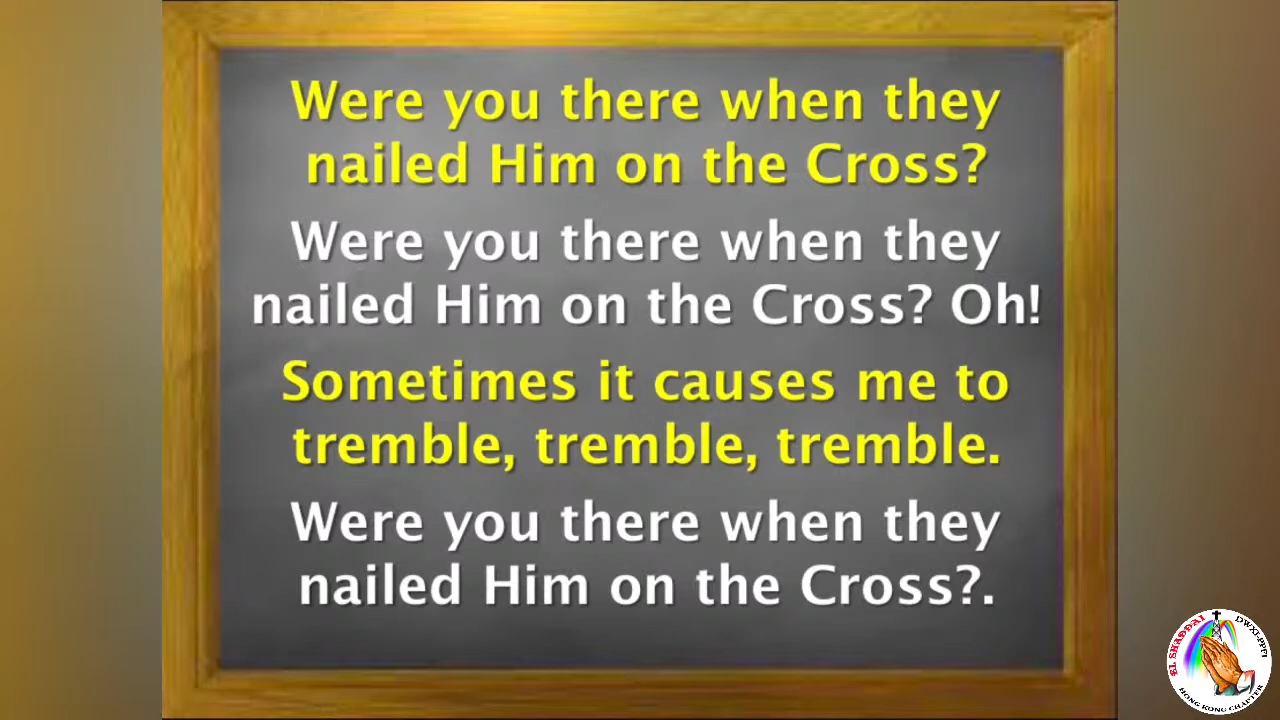 Were you there when they
nailed Him on the Cross?
Were you there when they
nailed Him on the Cross? Oh!
Sometimes it causes me to
tremble, tremble, tremble.
Were you there when they
nailed Him on the Cross?.
EL SHADDAI DWXI-PPFI
HONG KONG CHAPTER